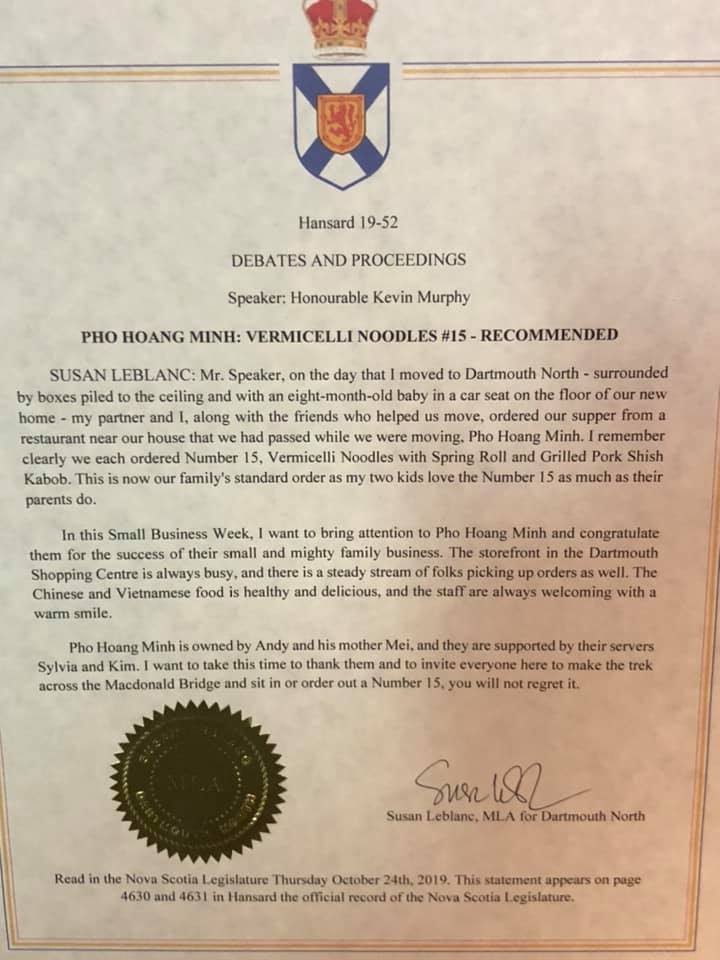 Hansard 19-52
DEBATES AND PROCEEDINGS
Speaker: Honourable Kevin Murphy
PHO HOANG MINH: VERMICELLI NOODLES #15 - RECOMMENDED
SUSAN LEBLANC: Mr. Speaker, on the day that I moved to Dartmouth North - surrounded
by boxes piled to the ceiling and with an eight-month-old baby in a car seat on the floor of our new
home - my partner and I, along with the friends who helped us move, ordered our supper from a
restaurant near our house that we had passed while we were moving, Pho Hoang Minh. I remember
clearly we each ordered Number 15, Vermicelli Noodles with Spring Roll and Grilled Pork Shish
Kabob. This is now our family's standard order as my two kids love the Number 15 as much as their
parents do.
In this Small Business Week, I want to bring attention to Pho Hoang Minh and congratulate
them for the success of their small and mighty family business. The storefront in the Dartmouth
Shopping Centre is always busy, and there is a steady stream of folks picking up orders as well. The
Chinese and Vietnamese food is healthy and delicious, and the staff are always welcoming with a
warm smile.
Pho Hoang Minh is owned by Andy and his mother Mei, and they are supported by their servers
Sylvia and Kim. I want to take this time to thank them and to invite everyone here to make the trek
across the Macdonald Bridge and sit in or order out a Number 15, you will not regret it.
MLA
Susan Leblanc, MLA for Dartmouth North
Read in the Nova Scotia Legislature Thursday October 24th, 2019. This statement appears on page
4630 and 4631 in Hansard the official record of the Nova Scotia Legislature.